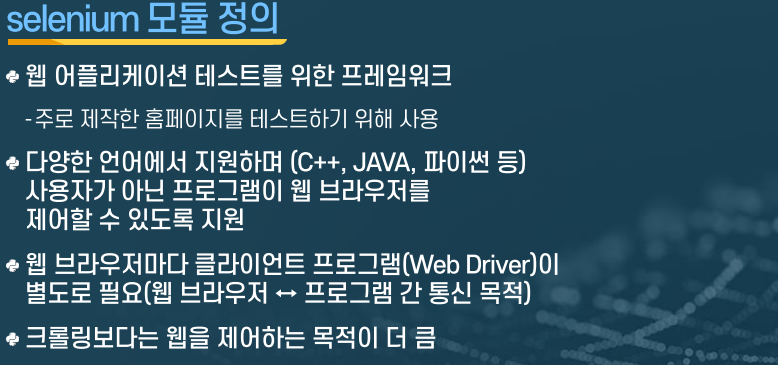 selenium 모듈 정의
웹 어플리케이션 테스트를 위한 프레임워크
- 주로 제작한 홈페이지를 테스트하기 위해 사용
다양한 언어에서 지원하며 (C++, JAVA, 파이썬 등)
사용자가 아닌 프로그램이 웹 브라우저를
제어할 수 있도록 지원
웹 브라우저마다 클라이언트 프로그램(Web Driver)이
별도로 필요(웹 브라우저 ↔ 프로그램 간 통신 목적)
크롤링보다는 웹을 제어하는 목적이 더 큼